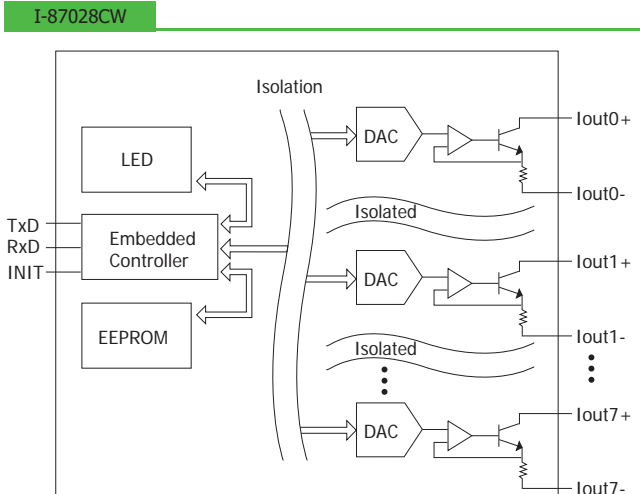 I-87028CW
Isolation
LED
TxD
RxD
INIT
Embedded
Controller
EEPROM
DAC
Iout0+
Iout0-
Isolated
DAC
Iout1+
Iout1-
Isolated
DAC
Iout7+
Iout7-